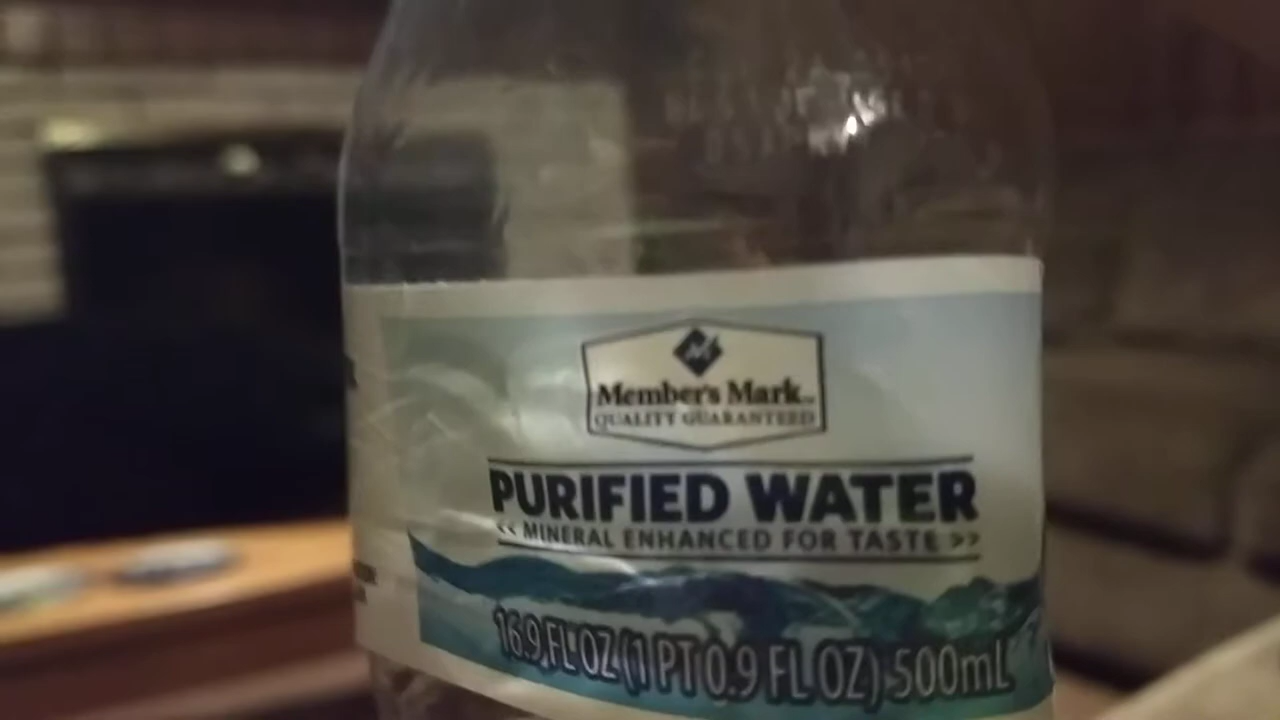 Member's Mark™
QUALITY GUARANTEED
PURIFIED WATER
<< MINERAL ENHANCED FOR TASTE >>
16.9 FL OZ (1 PT 0.9 FL OZ) 500mL